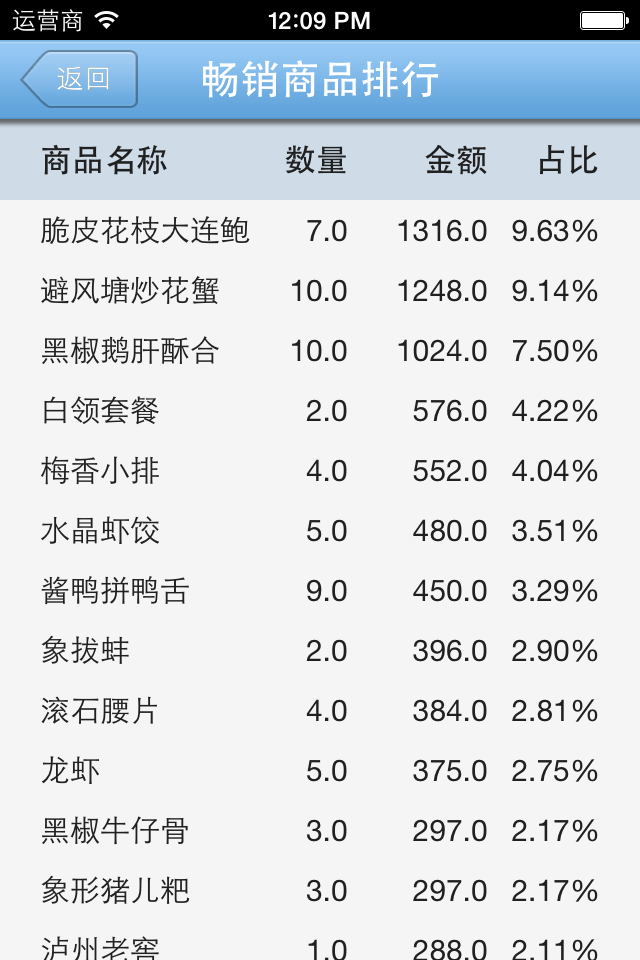 运营商 12:09 PM
返回 畅销商品排行
商品名称 数量 金额 占比
脆皮花枝大连鲍 7.0 1316.0 9.63%
避风塘炒花蟹 10.0 1248.0 9.14%
黑椒鹅肝酥合 10.0 1024.0 7.50%
白领套餐 2.0 576.0 4.22%
梅香小排 4.0 552.0 4.04%
水晶虾饺 5.0 480.0 3.51%
酱鸭拼鸭舌 9.0 450.0 3.29%
象拔蚌 2.0 396.0 2.90%
滚石腰片 4.0 384.0 2.81%
龙虾 5.0 375.0 2.75%
黑椒牛仔骨 3.0 297.0 2.17%
象形猪儿粑 3.0 297.0 2.17%
泸州老窖 1.0 288.0 2.11%